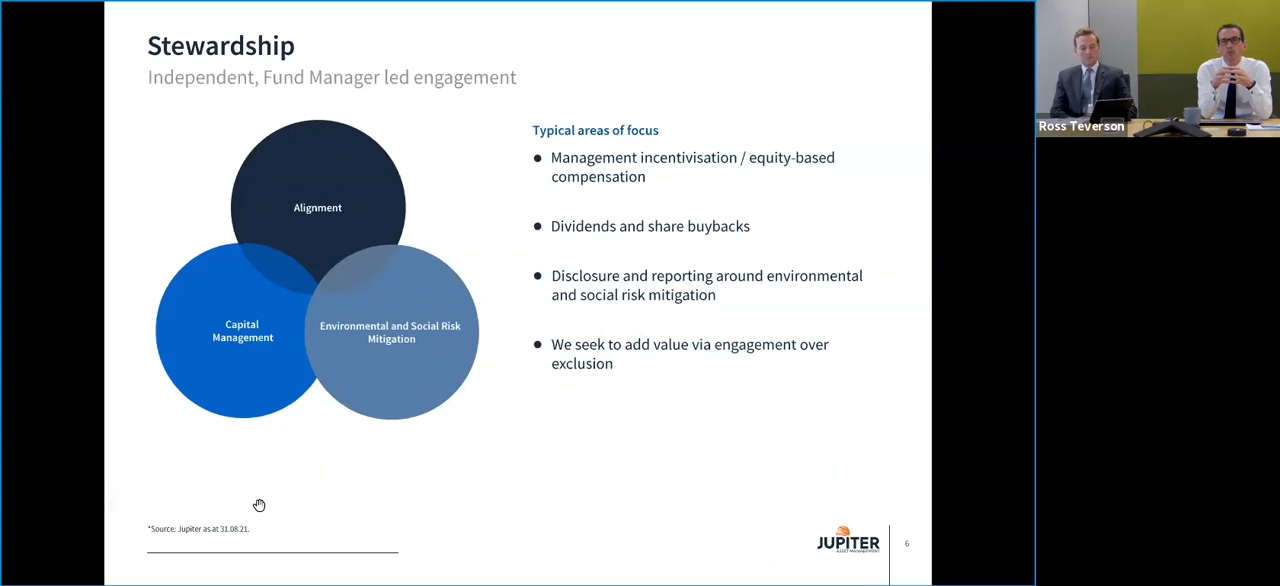 Stewardship
Independent, Fund Manager led engagement
Alignment
Capital
Management
Environmental and Social Risk
Mitigation
Typical areas of focus
● Management incentivisation / equity-based
compensation
● Dividends and share buybacks
● Disclosure and reporting around environmental
and social risk mitigation
● We seek to add value via engagement over
exclusion
*Source: Jupiter as at 31.08.21.
JUPITER
ASSET MANAGEMENT
6
Ross Teverson